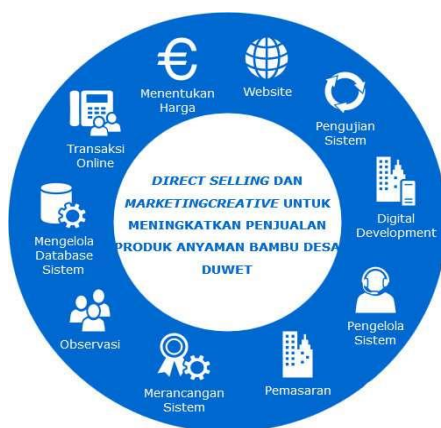 Website
Pengujian
Sistem
Digital
Development
Pengelola
Sistem
Pemasaran
Merancangan
Sistem
Observasi
Mengelola
Database
Sistem
Transaksi
Online
Menentukan
Harga
DIRECT SELLING DAN
MARKETINGCREATIVE UNTUK
MENINGKATKAN PENJUALAN
PRODUK ANYAMAN BAMBU DESA
DUWET